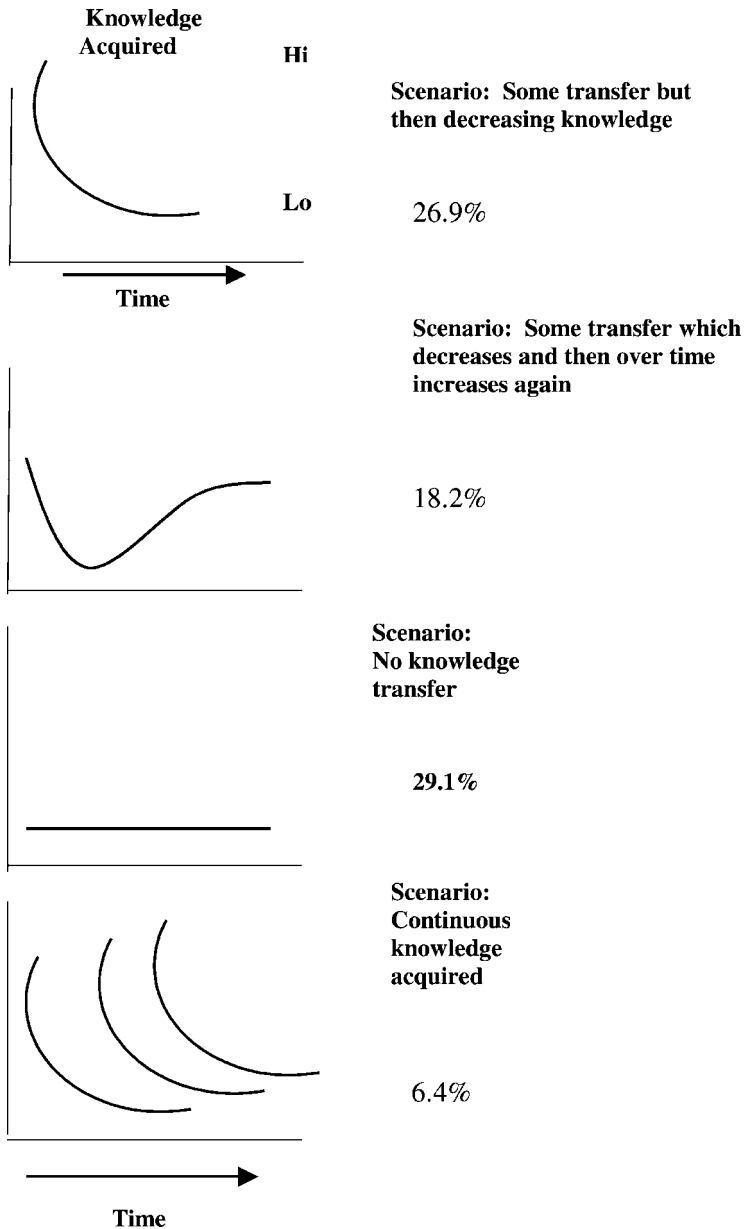 Knowledge
Acquired
Hi
Scenario: Some transfer but
then decreasing knowledge
Lo
26.9%
Time
Scenario: Some transfer which
decreases and then over time
increases again
18.2%
Scenario:
No knowledge
transfer
29.1%
Scenario:
Continuous
knowledge
acquired
6.4%
Time